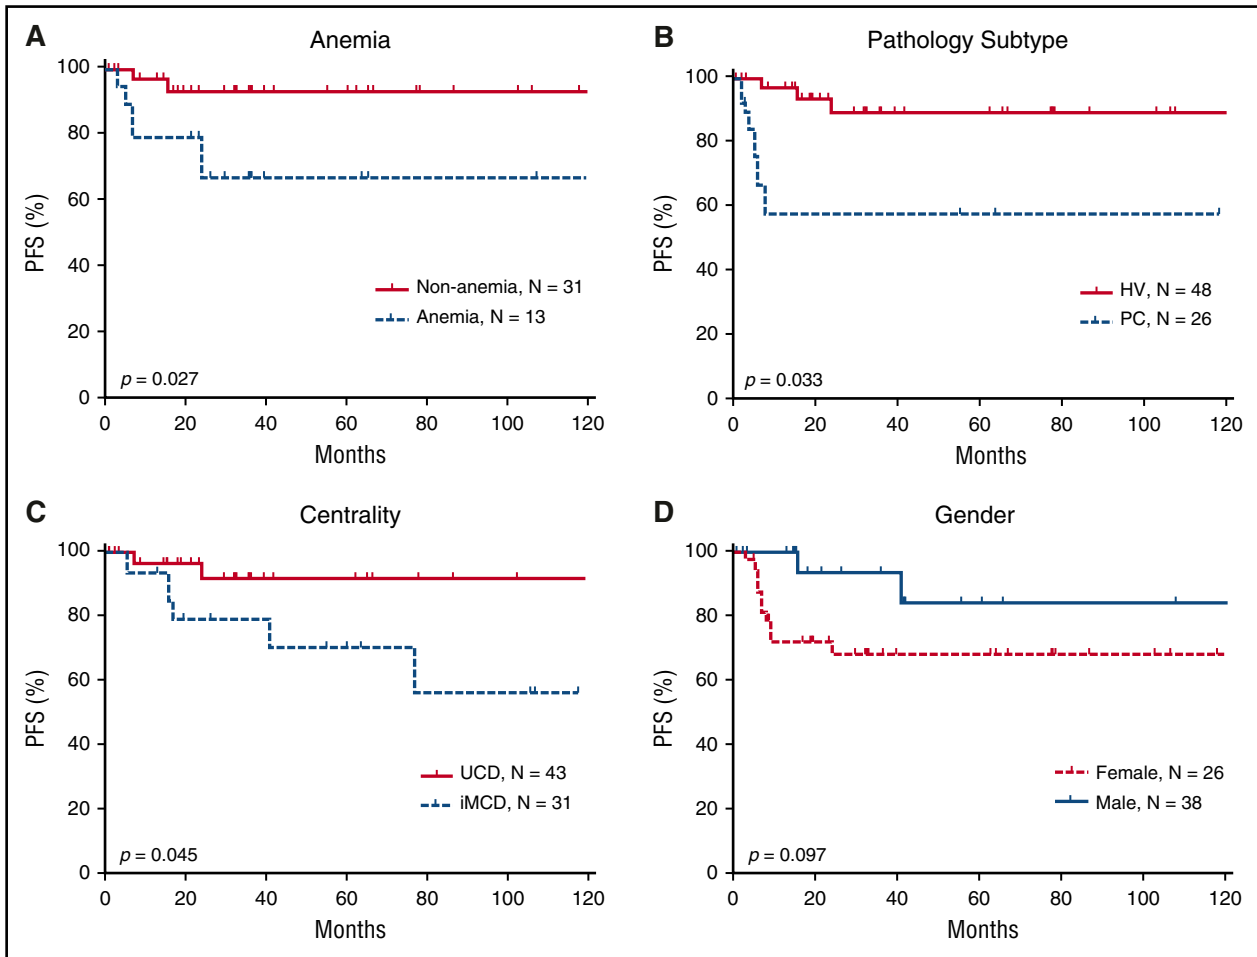 A
Anemia
100
80
60
40
20
0
PFS (%)
Non-anemia, N = 31
Anemia, N = 13
p = 0.027
0 20 40 60 80 100 120
Months
B
Pathology Subtype
100
80
60
40
20
0
PFS (%)
HV, N = 48
PC, N = 26
p = 0.033
0 20 40 60 80 100 120
Months
C
Centrality
100
80
60
40
20
0
PFS (%)
UCD, N = 43
iMCD, N = 31
p = 0.045
0 20 40 60 80 100 120
Months
D
Gender
100
80
60
40
20
0
PFS (%)
Female, N = 26
Male, N = 38
p = 0.097
0 20 40 60 80 100 120
Months